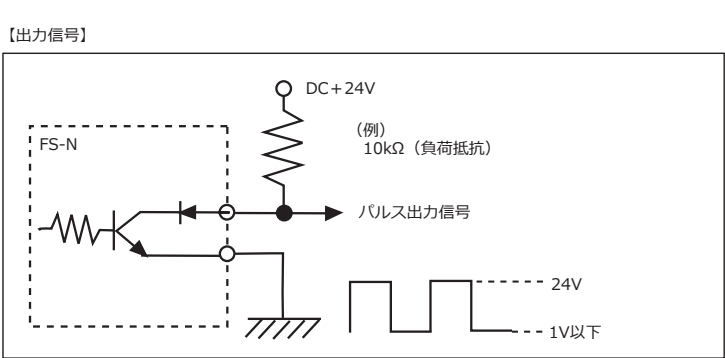 【出力信号】
DC＋24V
（例）
10kΩ（負荷抵抗）
FS-N
パルス出力信号
24V
1V以下